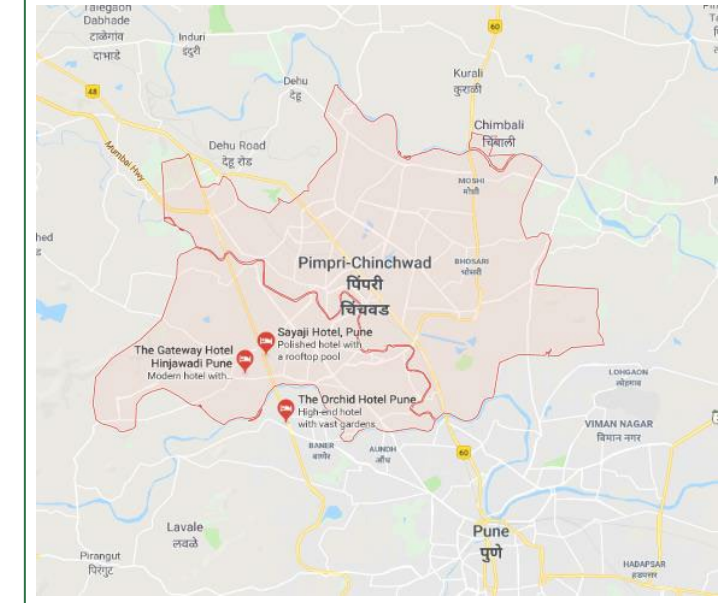 Talegaon
Dabhade
टाळेगांव
दाभाडे
Induri
इंदुरी
60
Dehu
देहू
Kurali
कुराळी
48
Chimbali
चिंबाळी
Dehu Road
देहू रोड
Mumbai Hwy
MOSHI
मोशी
Pimpri-Chinchwad
पिंपरी
चिंचवड
BHOSARI
भोसरी
Sayaji Hotel, Pune
Polished hotel with
a rooftop pool
The Gateway Hotel
Hinjawadi Pune
Modern hotel with...
The Orchid Hotel Pune
High-end hotel
with vast gardens
LOHGAON
लोहगाव
VIMAN NAGAR
विमान नगर
BANER
बाणेर
AUNDH
औंध
60
Lavale
लवळे
Pune
पुणे
Pirangut
पिरंगुट
HADAPSAR
हडपसर